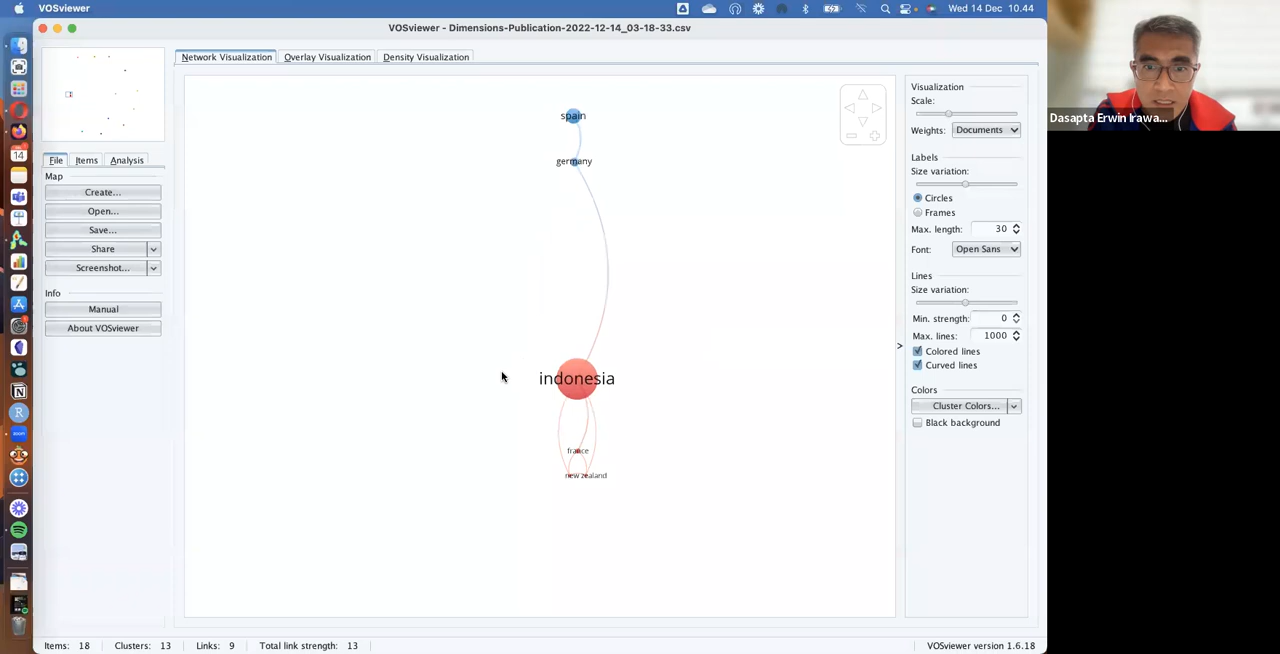 VOSviewer
Wed 14 Dec 10.44
VOSviewer - Dimensions-Publication-2022-12-14_03-18-33.csv
Network Visualization
Overlay Visualization
Density Visualization
File
Items
Analysis
Map
Create...
Open...
Save...
Share
Screenshot...
Info
Manual
About VOSviewer
spain
germany
indonesia
france
new zealand
Visualization
Scale:
Weights: Documents
Labels
Size variation:
Circles
Frames
Max. length: 30
Font: Open Sans
Lines
Size variation:
Min. strength: 0
Max. lines: 1000
Colored lines
Curved lines
>
Colors
Cluster Colors...
Black background
Items: 18
Clusters: 13
Links: 9
Total link strength: 13
VOSviewer version 1.6.18
Dasapta Erwin Irawa...